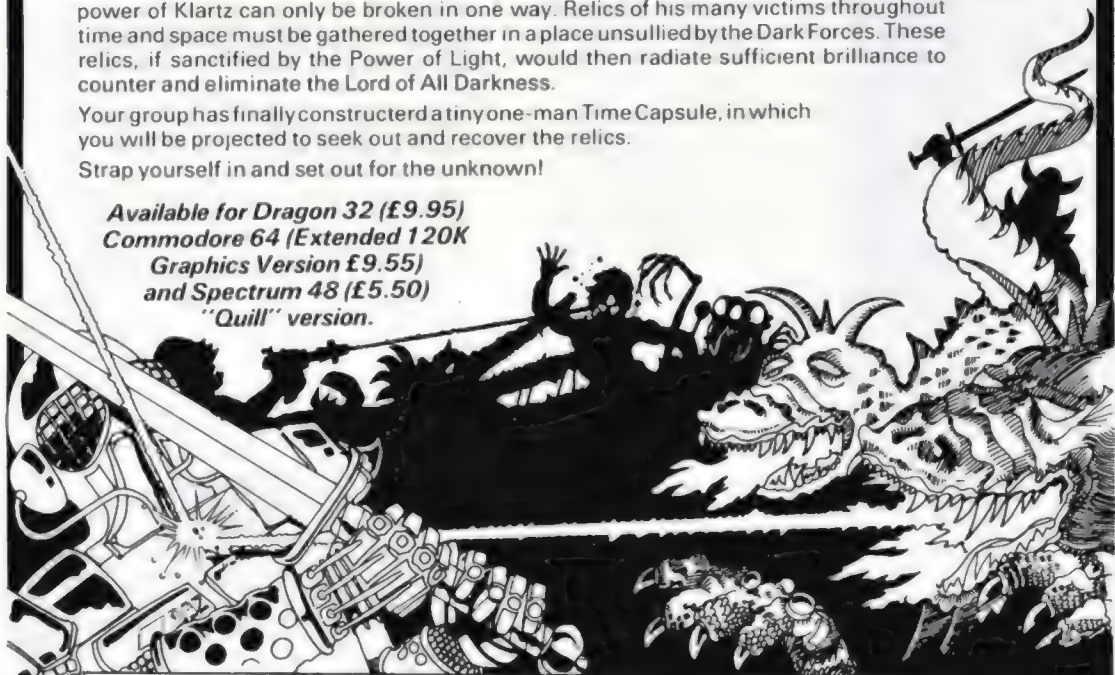 power of Klartz can only be broken in one way. Relics of his many victims throughout
time and space must be gathered together in a place unsullied by the Dark Forces. These
relics, if sanctified by the Power of Light, would then radiate sufficient brilliance to
counter and eliminate the Lord of All Darkness.
Your group has finally constructerd a tiny one-man Time Capsule, in which
you will be projected to seek out and recover the relics.
Strap yourself in and set out for the unknown!
Available for Dragon 32 (£9.95)
Commodore 64 (Extended 120K
Graphics Version £9.55)
and Spectrum 48 (£5.50)
"Quill" version.